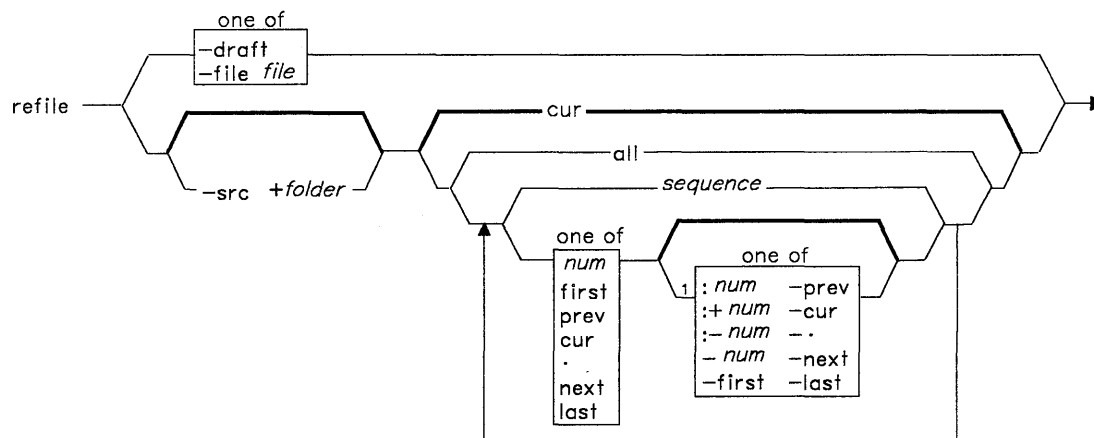 one of
-draft
-file file
refile
cur
all
-src +folder
sequence
one of
num
first
prev
cur
.
next
last
one of
1
:num -prev
:+num -cur
:-num -.
-num -next
-first -last